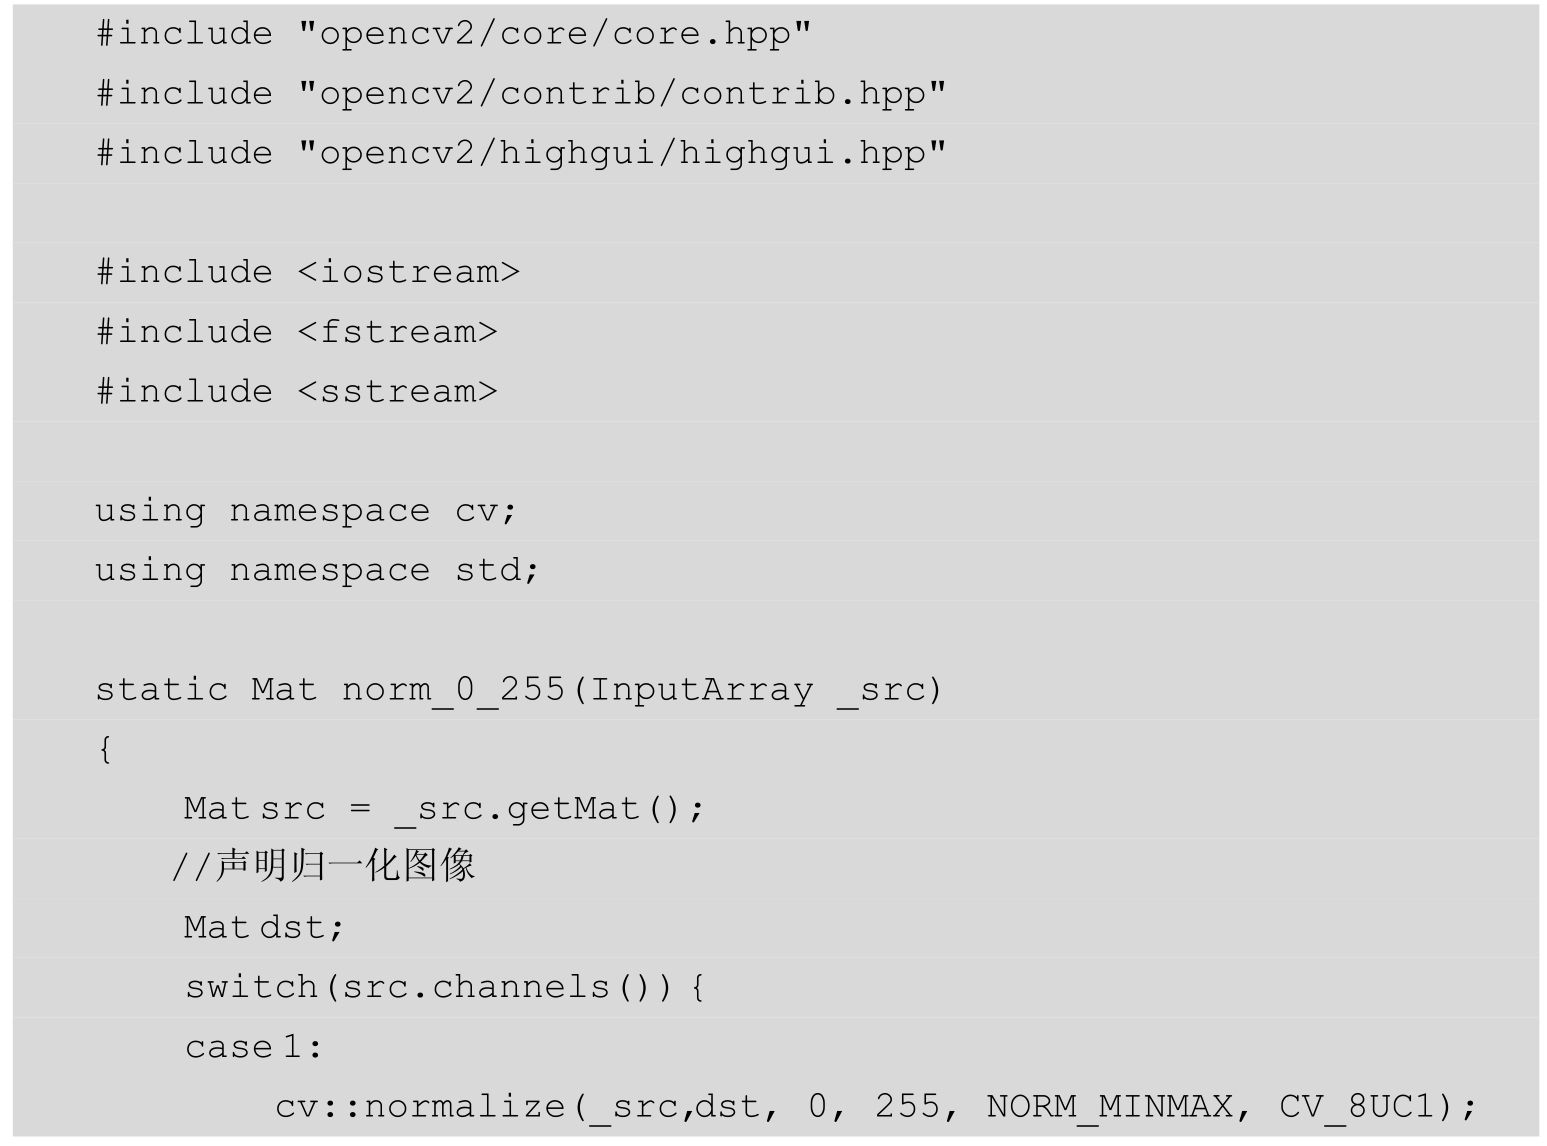 #include "opencv2/core/core.hpp"
#include "opencv2/contrib/contrib.hpp"
#include "opencv2/highgui/highgui.hpp"
#include <iostream>
#include <fstream>
#include <sstream>
using namespace cv;
using namespace std;
static Mat norm_0_255(InputArray _src)
{
Mat src = _src.getMat();
//声明归一化图像
Mat dst;
switch(src.channels()) {
case 1:
cv::normalize(_src,dst, 0, 255, NORM_MINMAX, CV_8UC1);